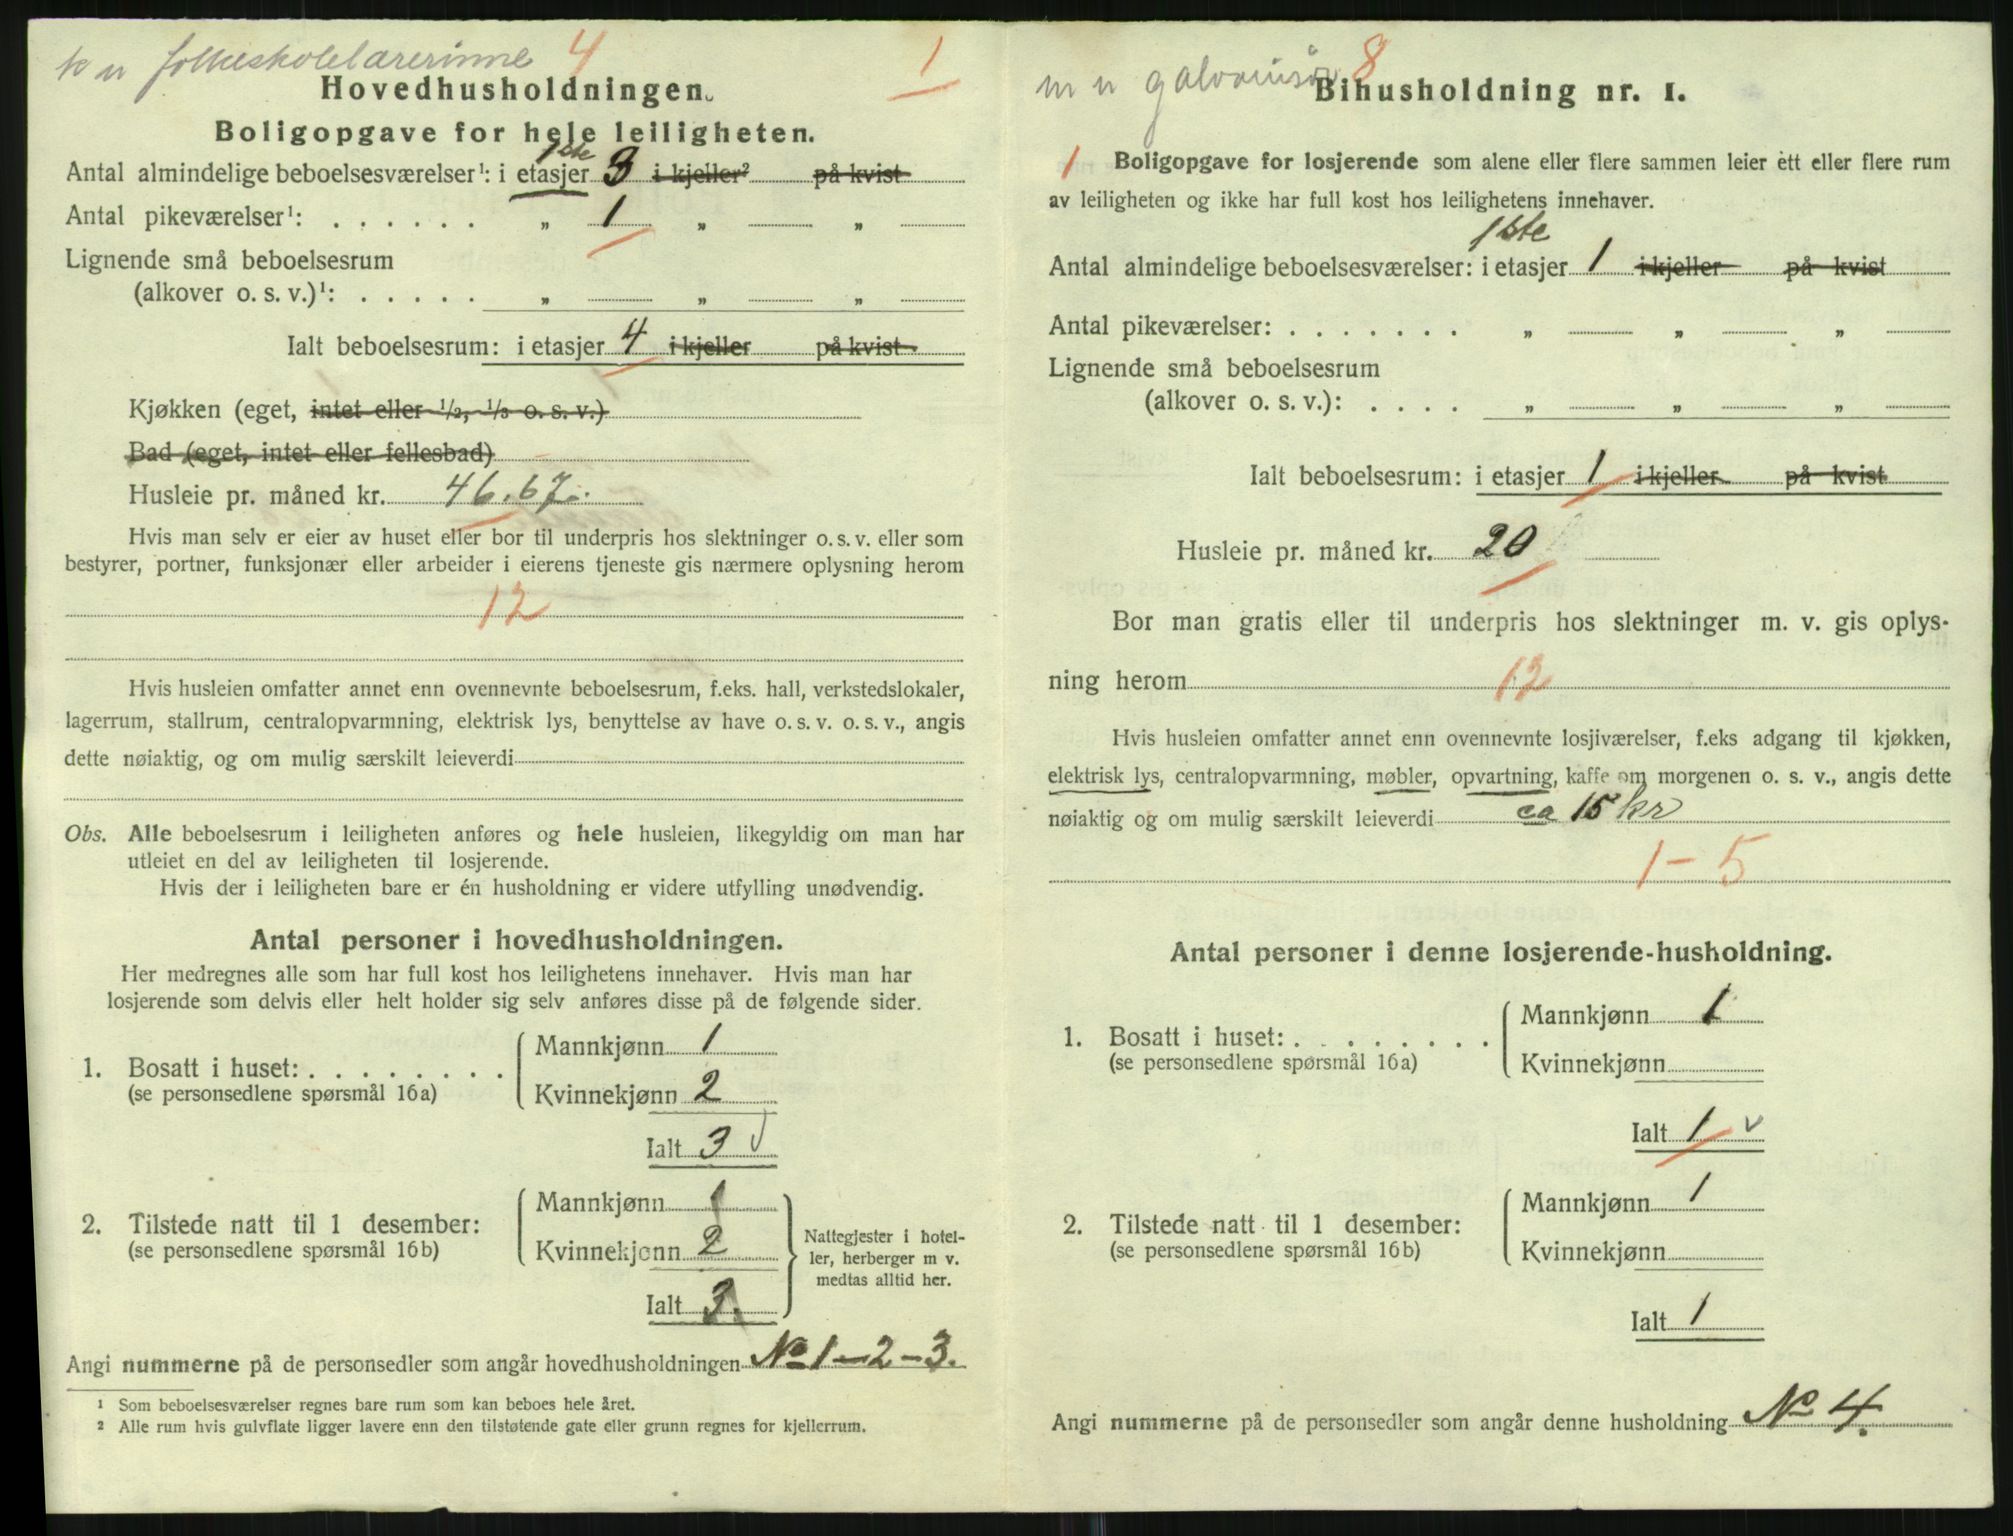 k u folkeskolelærerinne 4
1
Hovedhusholdningen.
Boligopgave for hele leiligheten.
1ste
Antal almindelige beboelsesværelser¹: i etasjer 3 i kjeller² på kvist
Antal pikeværelser¹: . . . . . . „ 1 „ „
Lignende små beboelsesrum
(alkover o. s. v.)¹: . . . . . „ „ „
Ialt beboelsesrum: i etasjer 4 i kjeller på kvist
Kjøkken (eget, intet eller ½, ⅓ o. s. v.)
Bad (eget, intet eller fellesbad)
Husleie pr. måned kr. 46.67.
Hvis man selv er eier av huset eller bor til underpris hos slektninger o. s. v. eller som
bestyrer, portner, funksjonær eller arbeider i eierens tjeneste gis nærmere oplysning herom
12
Hvis husleien omfatter annet enn ovennevnte beboelsesrum, f.eks. hall, verkstedslokaler,
lagerrum, stallrum, centralopvarmning, elektrisk lys, benyttelse av have o. s. v. o. s. v., angis
dette nøiaktig, og om mulig særskilt leieverdi
Obs. Alle beboelsesrum i leiligheten anføres og hele husleien, likegyldig om man har
utleiet en del av leiligheten til losjerende.
Hvis der i leiligheten bare er én husholdning er videre utfylling unødvendig.
Antal personer i hovedhusholdningen.
Her medregnes alle som har full kost hos leilighetens innehaver. Hvis man har
losjerende som delvis eller helt holder sig selv anføres disse på de følgende sider.
1. Bosatt i huset: . . . . . . . .
(se personsedlene spørsmål 16a)
Mannkjønn 1
Kvinnekjønn 2
Ialt 3
2. Tilstede natt til 1 desember:
(se personsedlene spørsmål 16b)
Mannkjønn 1
Kvinnekjønn 2
Ialt 3.
Nattegjester i hotel-
ler, herberger m v.
medtas alltid her.
Angi nummerne på de personsedler som angår hovedhusholdningen No 1-2-3.
¹ Som beboelsesværelser regnes bare rum som kan beboes hele året.
² Alle rum hvis gulvflate ligger lavere enn den tilstøtende gate eller grunn regnes for kjellerrum.
m u 8
Bihusholdning nr. 1.
1 Boligopgave for losjerende som alene eller flere sammen leier ètt eller flere rum
av leiligheten og ikke har full kost hos leilighetens innehaver.
1ste
Antal almindelige beboelsesværelser: i etasjer 1 i kjeller på kvist
Antal pikeværelser: . . . . . . . „ „ „
Lignende små beboelsesrum
(alkover o. s. v.): . . . . „ „ „
Ialt beboelsesrum: i etasjer 1 i kjeller på kvist
Husleie pr. måned kr. 20
Bor man gratis eller til underpris hos slektninger m. v. gis oplys-
ning herom 12
Hvis husleien omfatter annet enn ovennevnte losjiværelser, f.eks adgang til kjøkken,
elektrisk lys, centralopvarmning, møbler, opvartning, kaffe om morgenen o. s. v., angis dette
nøiaktig og om mulig særskilt leieverdi ca 15 kr
1-5
Antal personer i denne losjerende-husholdning.
1. Bosatt i huset: . . . . . . . .
(se personsedlene spørsmål 16a)
Mannkjønn 1
Kvinnekjønn
Ialt 1
2. Tilstede natt til 1 desember:
(se personsedlene spørsmål 16b)
Mannkjønn 1
Kvinnekjønn
Ialt 1
Angi nummerne på de personsedler som angår denne husholdning No 4.